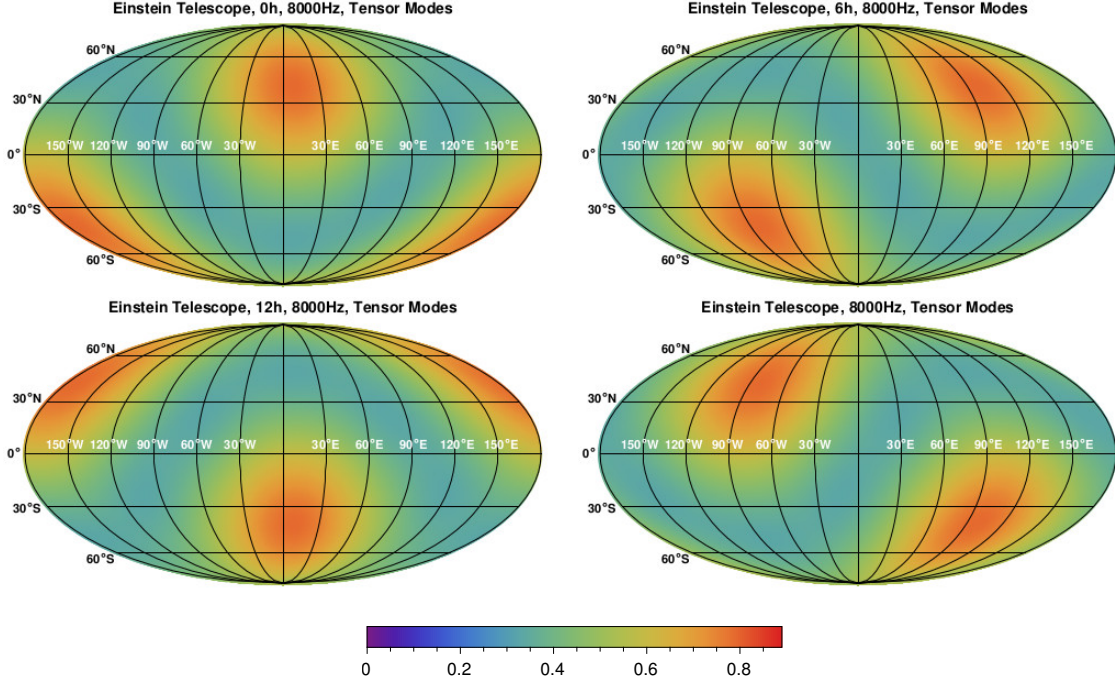 Einstein Telescope, 0h, 8000Hz, Tensor Modes
60°N
30°N
150°W 120°W 90°W 60°W 30°W 30°E 60°E 90°E 120°E 150°E
0°
30°S
60°S
Einstein Telescope, 6h, 8000Hz, Tensor Modes
60°N
30°N
150°W 120°W 90°W 60°W 30°W 30°E 60°E 90°E 120°E 150°E
0°
30°S
60°S
Einstein Telescope, 12h, 8000Hz, Tensor Modes
60°N
30°N
150°W 120°W 90°W 60°W 30°W 30°E 60°E 90°E 120°E 150°E
0°
30°S
60°S
Einstein Telescope, 8000Hz, Tensor Modes
60°N
30°N
150°W 120°W 90°W 60°W 30°W 30°E 60°E 90°E 120°E 150°E
0°
30°S
60°S
0 0.2 0.4 0.6 0.8